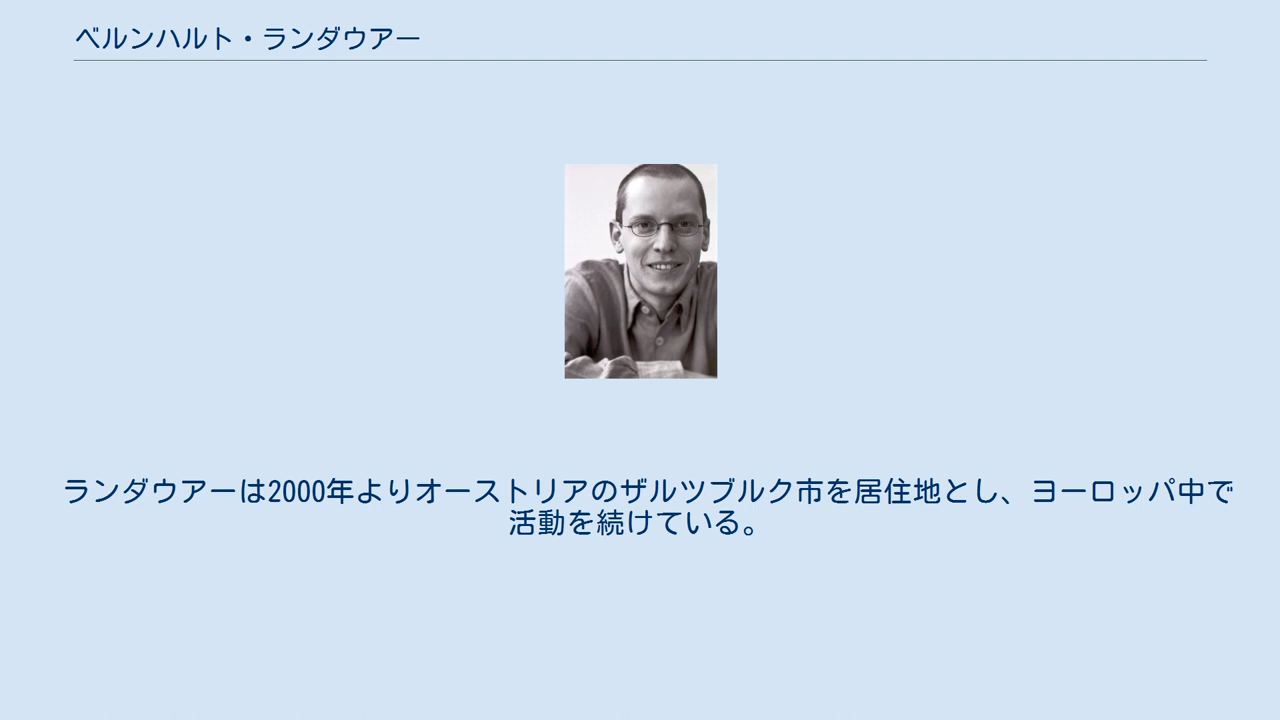 ベルンハルト・ランダウアー
ランダウアーは2000年よりオーストリアのザルツブルク市を居住地とし、ヨーロッパ中で
活動を続けている。